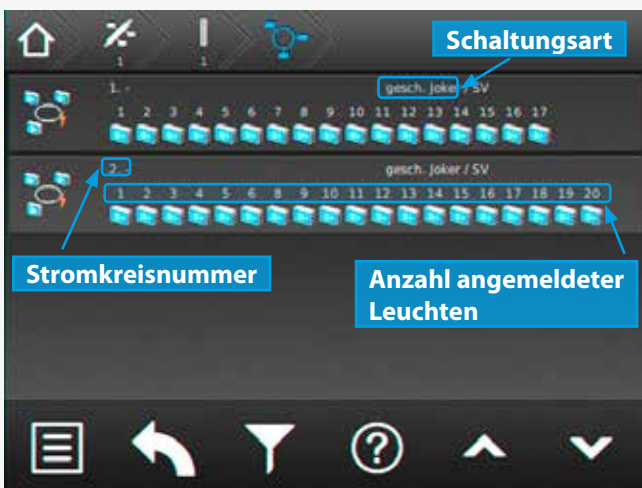 1
1
Schaltungsart
1. -
gesch. Joker / SV
1 2 3 4 5 6 7 8 9 10 11 12 13 14 15 16 17
2. -
gesch. Joker / SV
1 2 3 4 5 6 7 8 9 10 11 12 13 14 15 16 17 18 19 20
Stromkreisnummer
Anzahl angemeldeter
Leuchten
?